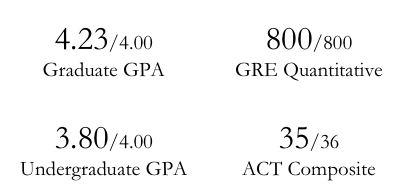 4.23/4.00 800/800
Graduate GPA GRE Quantitative
3.80/4.00 35/36
Undergraduate GPA ACT Composite